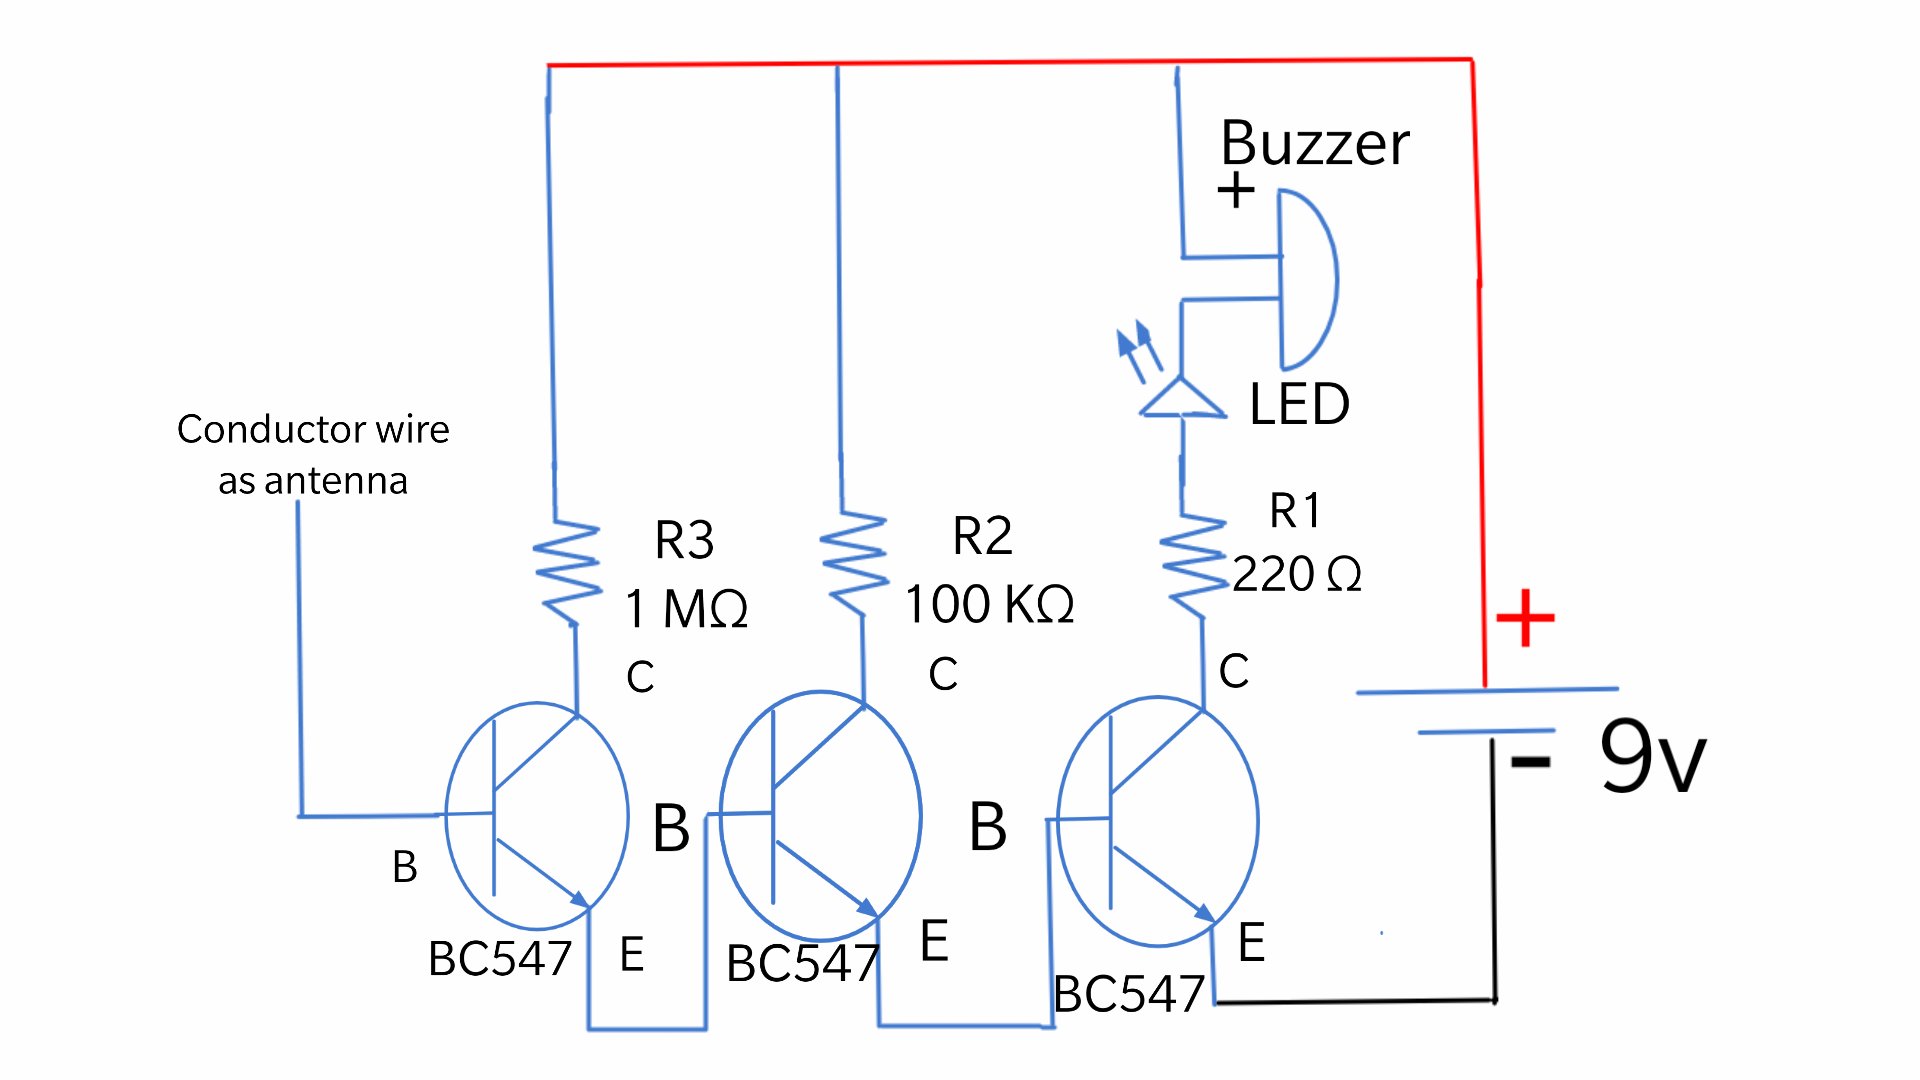 Buzzer
+
LED
Conductor wire
as antenna
R3
1 MΩ
R2
100 KΩ
R1
220 Ω
+
C
C
C
- 9v
B
B
B
E
E
E
BC547
BC547
BC547